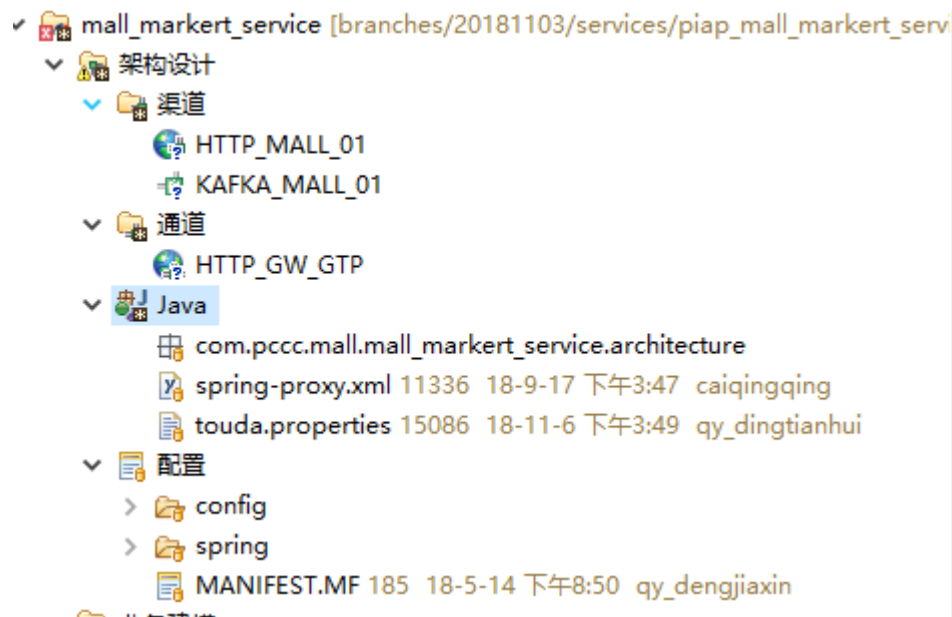 mall_markert_service [branches/20181103/services/piap_mall_markert_servi
架构设计
渠道
HTTP_MALL_01
KAFKA_MALL_01
通道
HTTP_GW_GTP
Java
com.pccc.mall.mall_markert_service.architecture
spring-proxy.xml 11336 18-9-17 下午3:47 caiqingqing
touda.properties 15086 18-11-6 下午3:49 qy_dingtianhui
配置
config
spring
MANIFEST.MF 185 18-5-14 下午8:50 qy_dengjiaxin